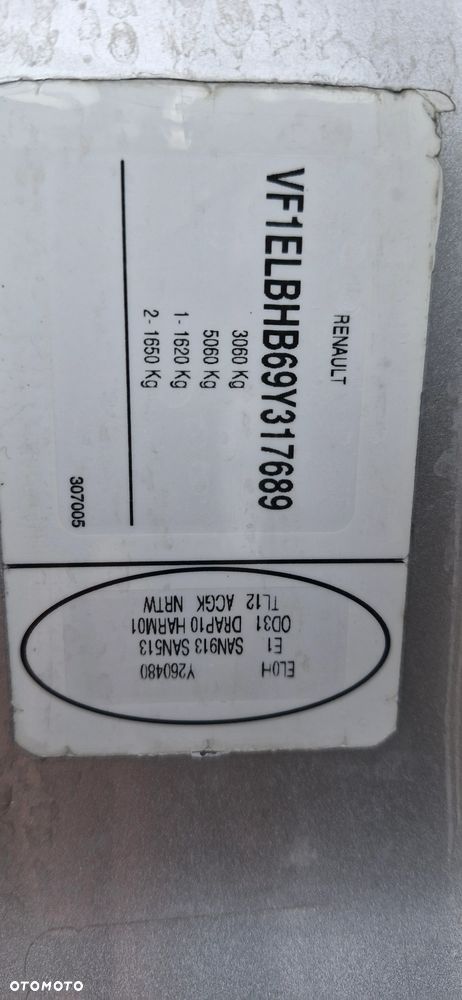 RENAULT
VF1ELBHB69Y317689
3060 Kg
5060 Kg
1- 1620 Kg
2- 1650 Kg
307005
EL0H Y260480
E1 SAN913 SAN513
OD31 DRAP10 HARM01
TL12 ACGK NRTW
OTOMOTO